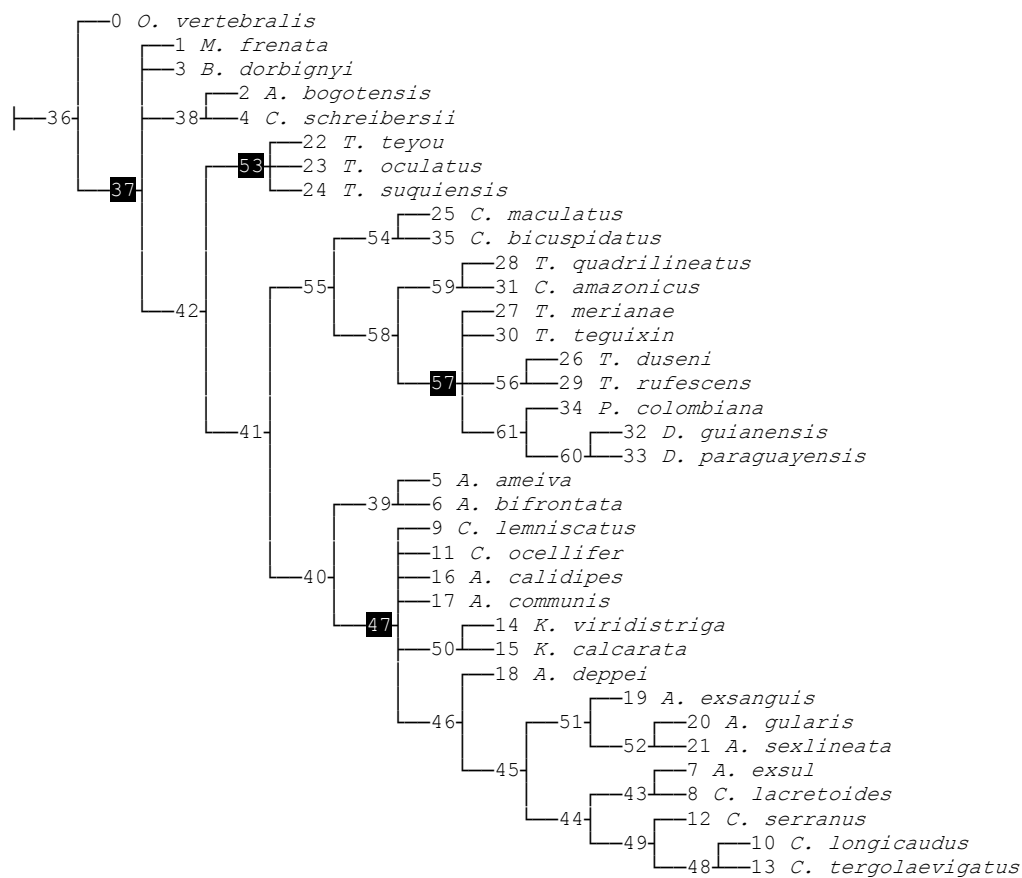 0 O. vertebralis
1 M. frenata
3 B. dorbignyi
2 A. bogotensis
36 38 4 C. schreibersii
22 T. teyou
53 23 T. oculatus
37 24 T. suquiensis
25 C. maculatus
54 35 C. bicuspidatus
28 T. quadrilineatus
55 59 31 C. amazonicus
42 27 T. merianae
58 30 T. teguixin
26 T. duseni
57 56 29 T. rufescens
34 P. colombiana
41 61 32 D. guianensis
60 33 D. paraguayensis
5 A. ameiva
39 6 A. bifrontata
9 C. lemniscatus
11 C. ocellifer
40 16 A. calidipes
17 A. communis
47 14 K. viridistriga
50 15 K. calcarata
18 A. deppei
19 A. exsanguis
46 51 20 A. gularis
52 21 A. sexlineata
45 7 A. exsul
43 8 C. lacretoides
44 12 C. serranus
49 10 C. longicaudus
48 13 C. tergolaevigatus